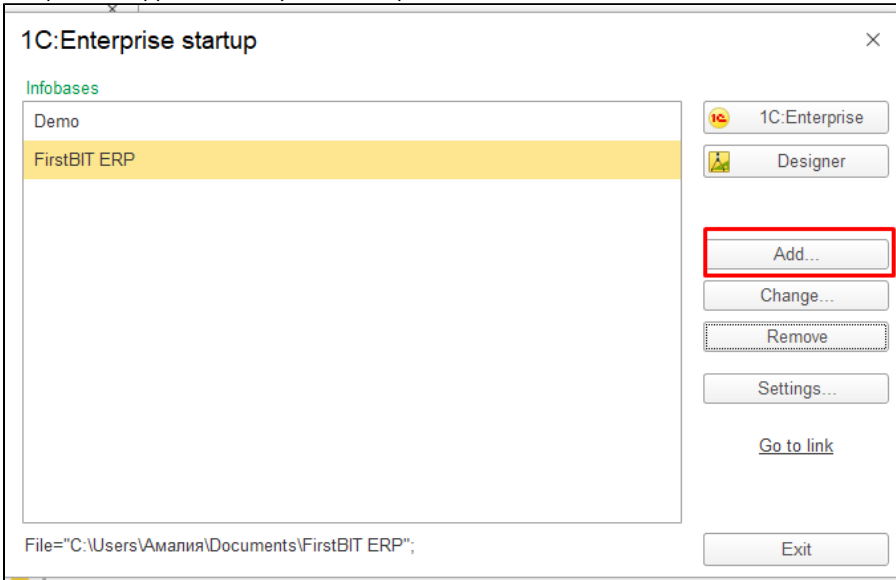 1C:Enterprise startup
Infobases
Demo
FirstBIT ERP
1C:Enterprise
Designer
Add...
Change...
Remove
Settings...
Go to link
File="C:\Users\Амалия\Documents\FirstBIT ERP";
Exit